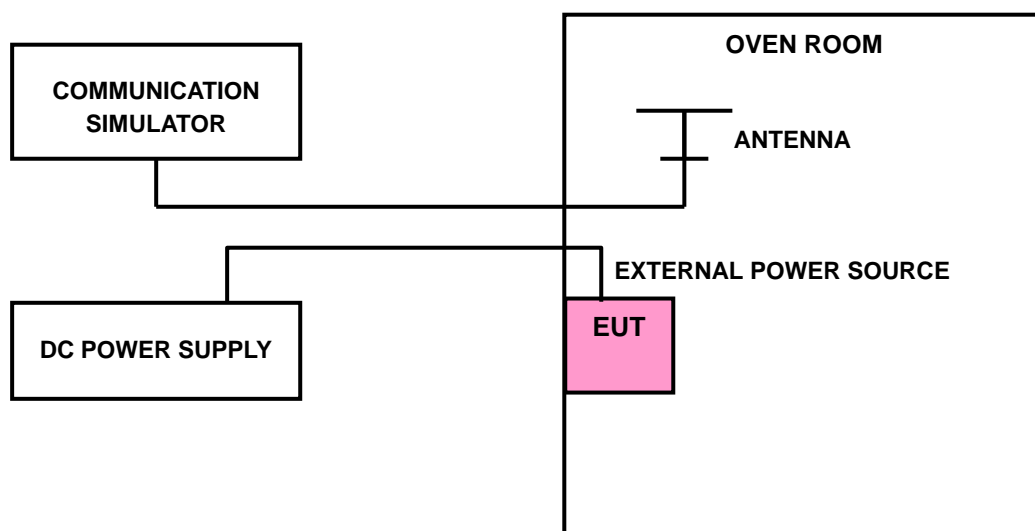 OVEN ROOM
COMMUNICATION
SIMULATOR
ANTENNA
EXTERNAL POWER SOURCE
EUT
DC POWER SUPPLY